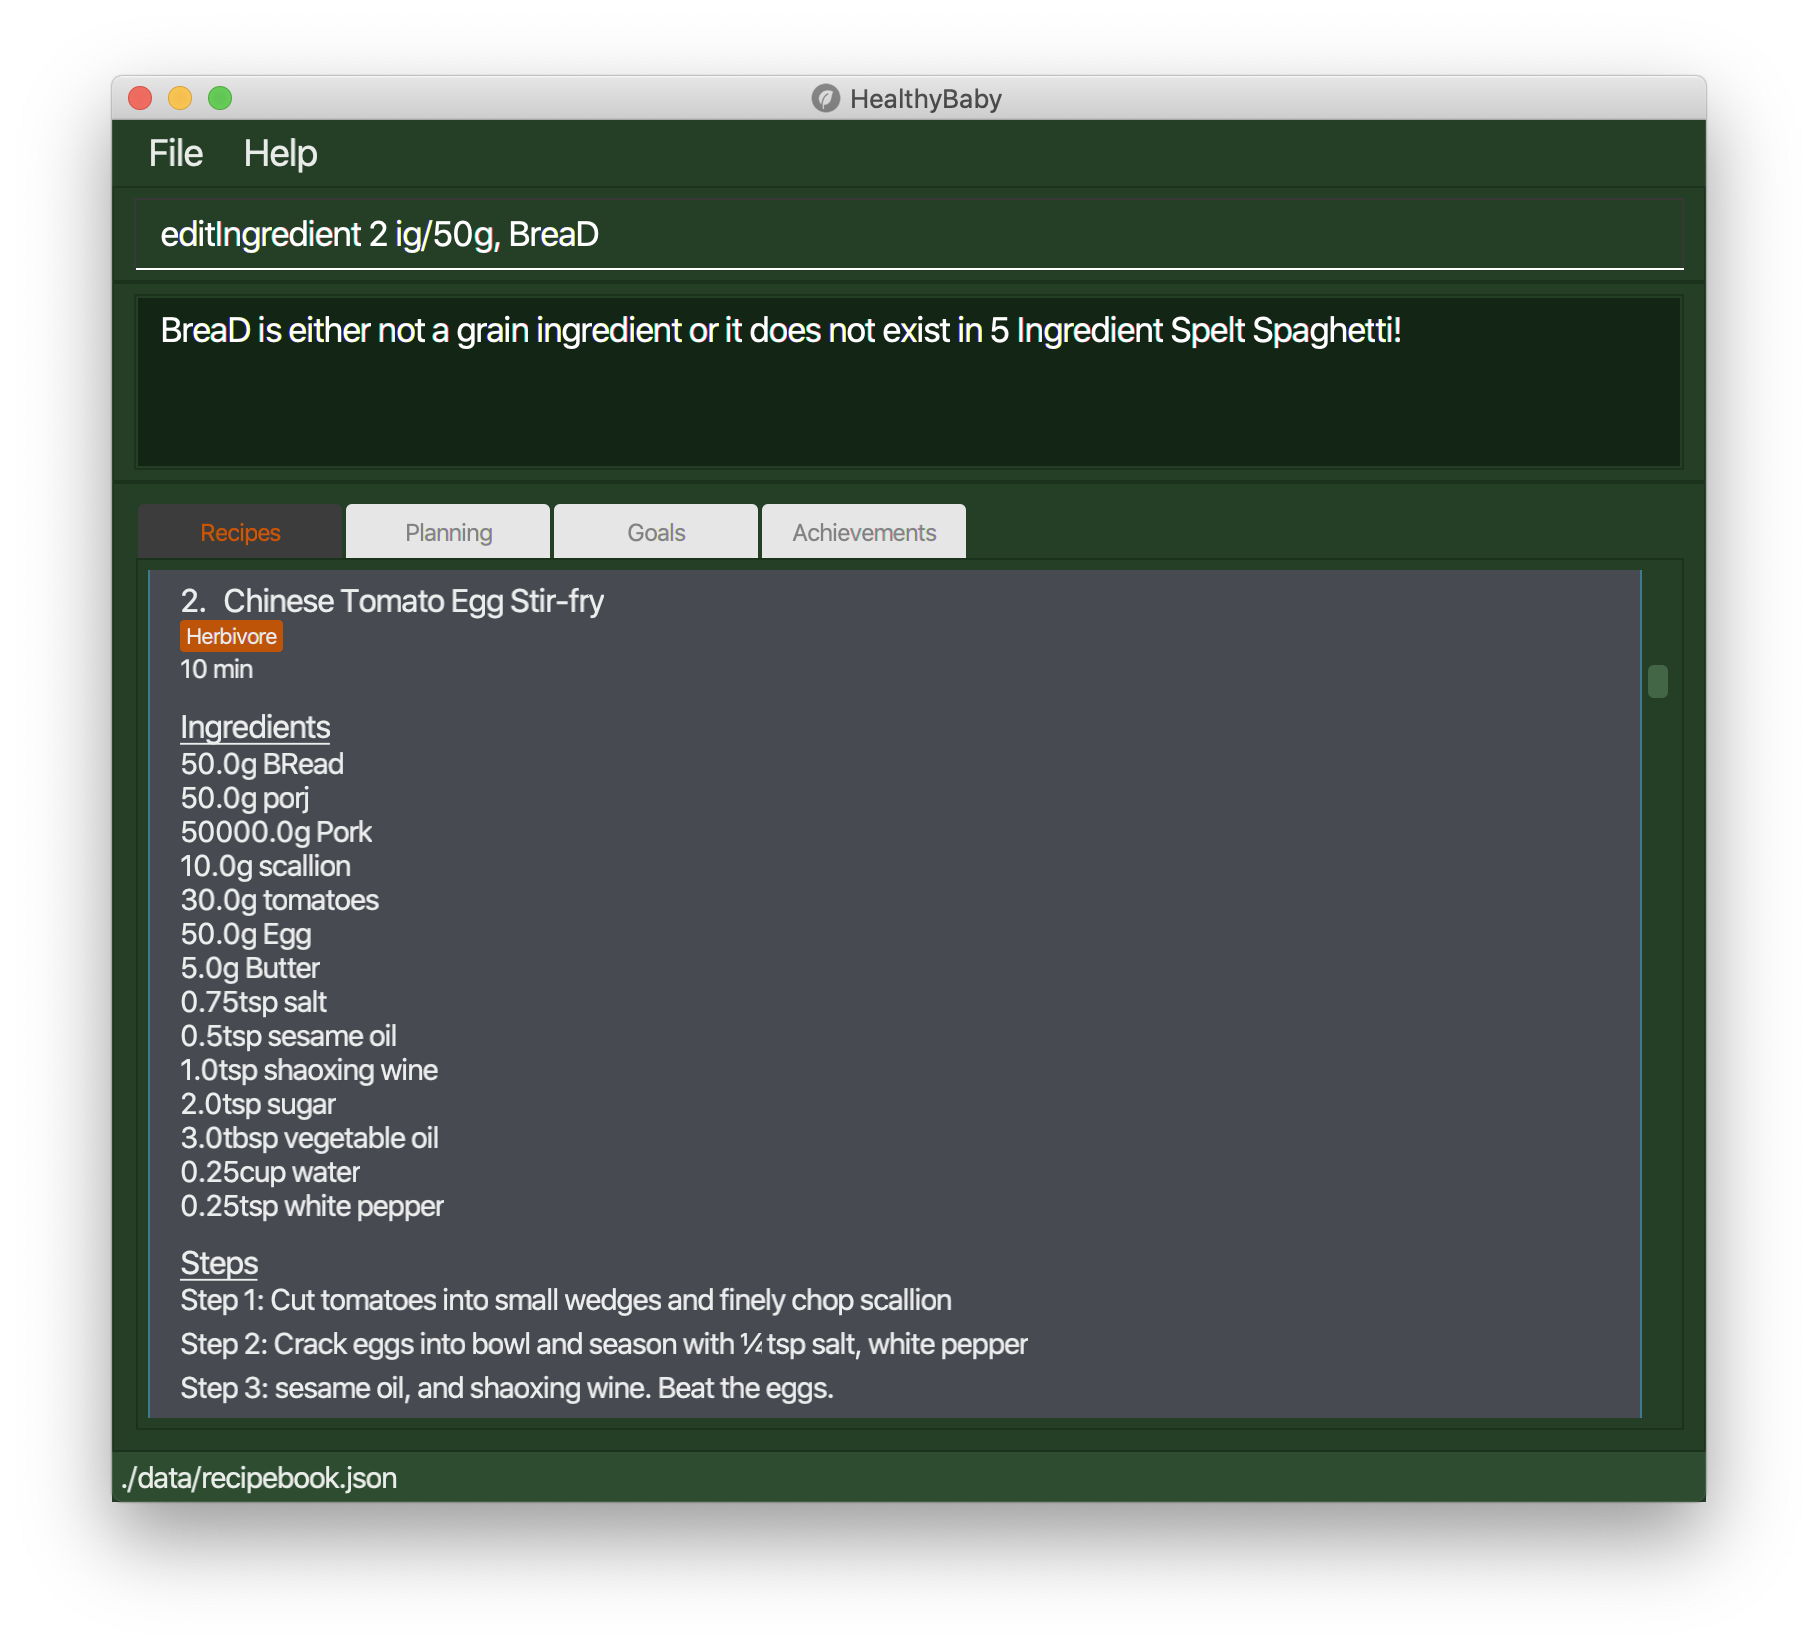 HealthyBaby
File Help
editIngredient 2 ig/50g, BreaD
BreaD is either not a grain ingredient or it does not exist in 5 Ingredient Spelt Spaghetti!
Recipes Planning Goals Achievements
2. Chinese Tomato Egg Stir-fry
Herbivore
10 min
Ingredients
50.0g BRead
50.0g porj
50000.0g Pork
10.0g scallion
30.0g tomatoes
50.0g Egg
5.0g Butter
0.75tsp salt
0.5tsp sesame oil
1.0tsp shaoxing wine
2.0tsp sugar
3.0tbsp vegetable oil
0.25cup water
0.25tsp white pepper
Steps
Step 1: Cut tomatoes into small wedges and finely chop scallion
Step 2: Crack eggs into bowl and season with ¼ tsp salt, white pepper
Step 3: sesame oil, and shaoxing wine. Beat the eggs.
./data/recipebook.json